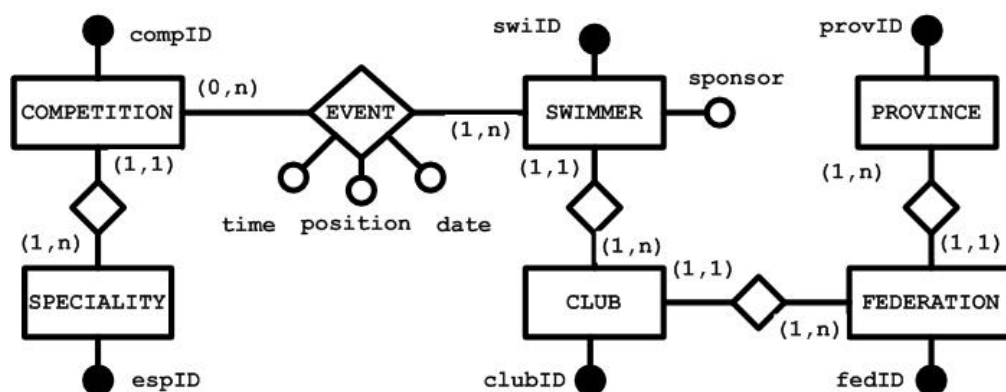 compID
swiID
provID
sponsor
(0,n)
COMPETITION
EVENT
SWIMMER
PROVINCE
(1,n)
(1,1)
(1,1)
(1,n)
time position date
(1,n)
(1,n)
(1,1)
(1,1)
SPECIALITY
CLUB
FEDERATION
(1,n)
espID
clubID
fedID